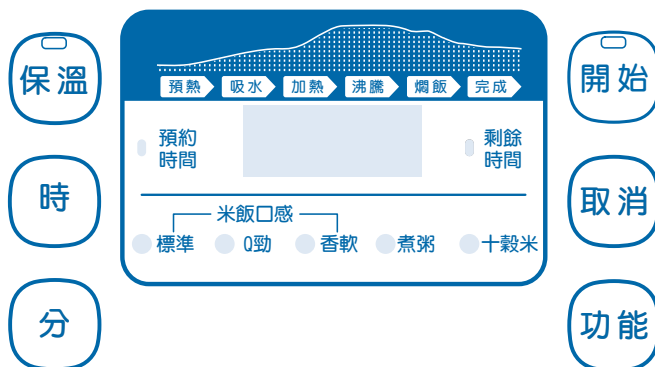 保溫
時
分
預熱 吸水 加熱 沸騰 燜飯 完成
預約
時間
剩餘
時間
米飯口感
標準 Q勁 香軟 煮粥 十穀米
開始
取消
功能